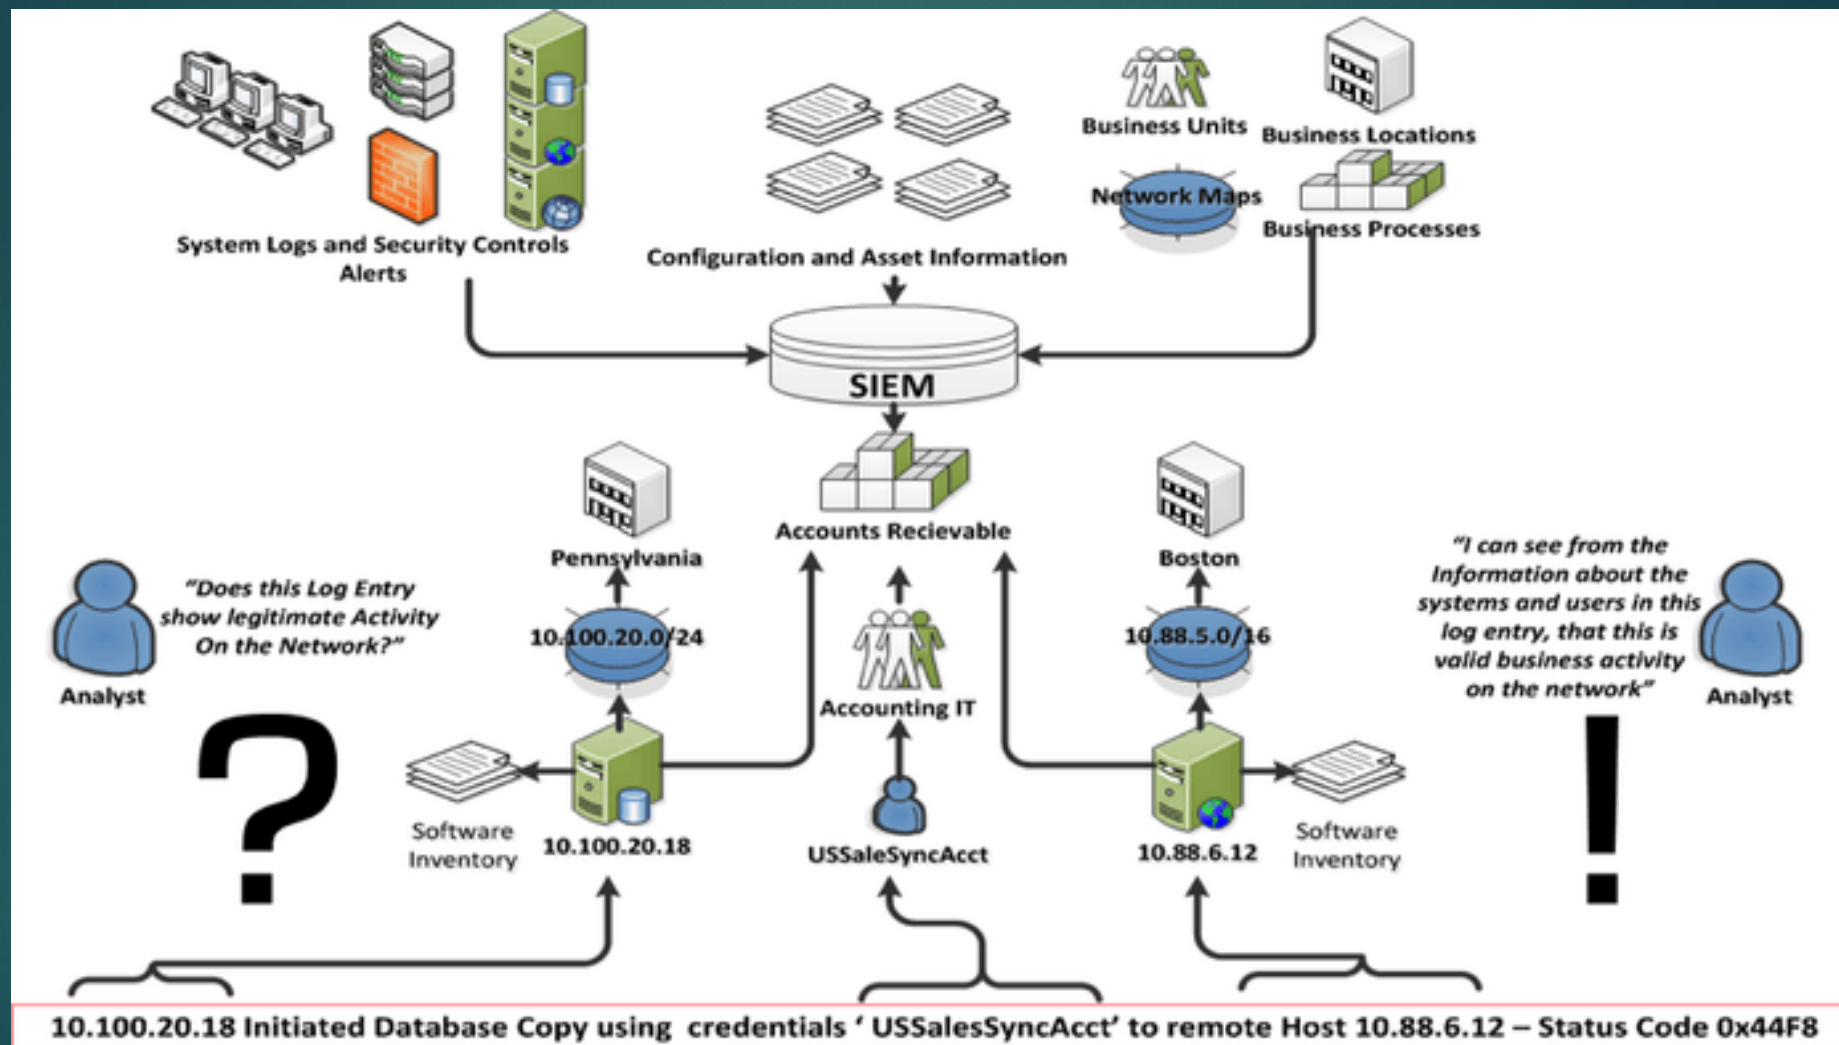 Business Units
Business Locations
Network Maps
Business Processes
System Logs and Security Controls
Alerts
Configuration and Asset Information
SIEM
Accounts Recievable
Pennsylvania
Boston
"Does this Log Entry
show legitimate Activity
On the Network?"
Analyst
10.100.20.0/24
10.88.5.0/16
"I can see from the
Information about the
systems and users in this
log entry, that this is
valid business activity
on the network"
Analyst
Accounting IT
?
!
Software
Inventory
10.100.20.18
USSaleSyncAcct
10.88.6.12
Software
Inventory
10.100.20.18 Initiated Database Copy using credentials ' USSalesSyncAcct' to remote Host 10.88.6.12 – Status Code 0x44F8